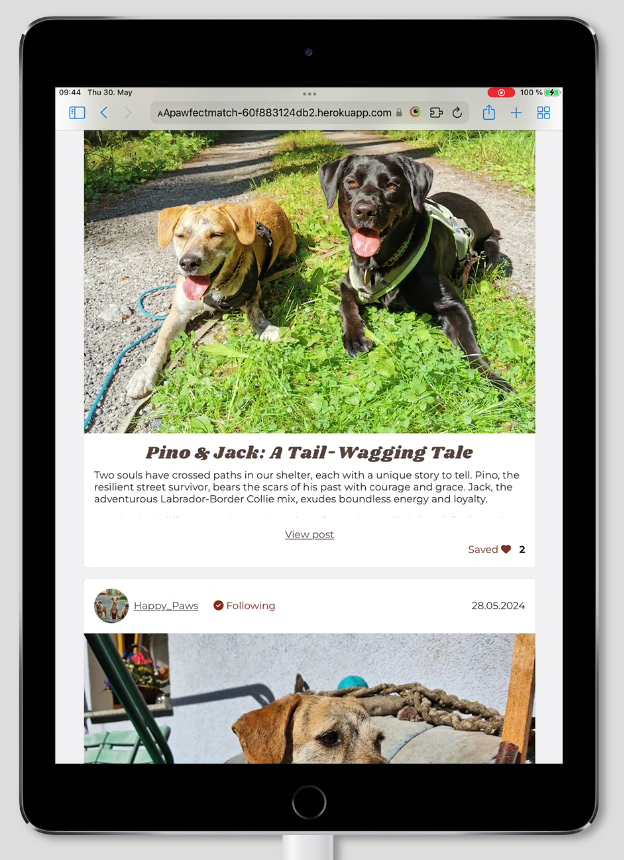 09:44 Thu 30. May
100 %
AApawfectmatch-60f883124db2.herokuapp.com
Pino & Jack: A Tail-Wagging Tale
Two souls have crossed paths in our shelter, each with a unique story to tell. Pino, the
resilient street survivor, bears the scars of his past with courage and grace. Jack, the
adventurous Labrador-Border Collie mix, exudes boundless energy and loyalty.
View post
Saved 2
Happy_Paws Following 28.05.2024